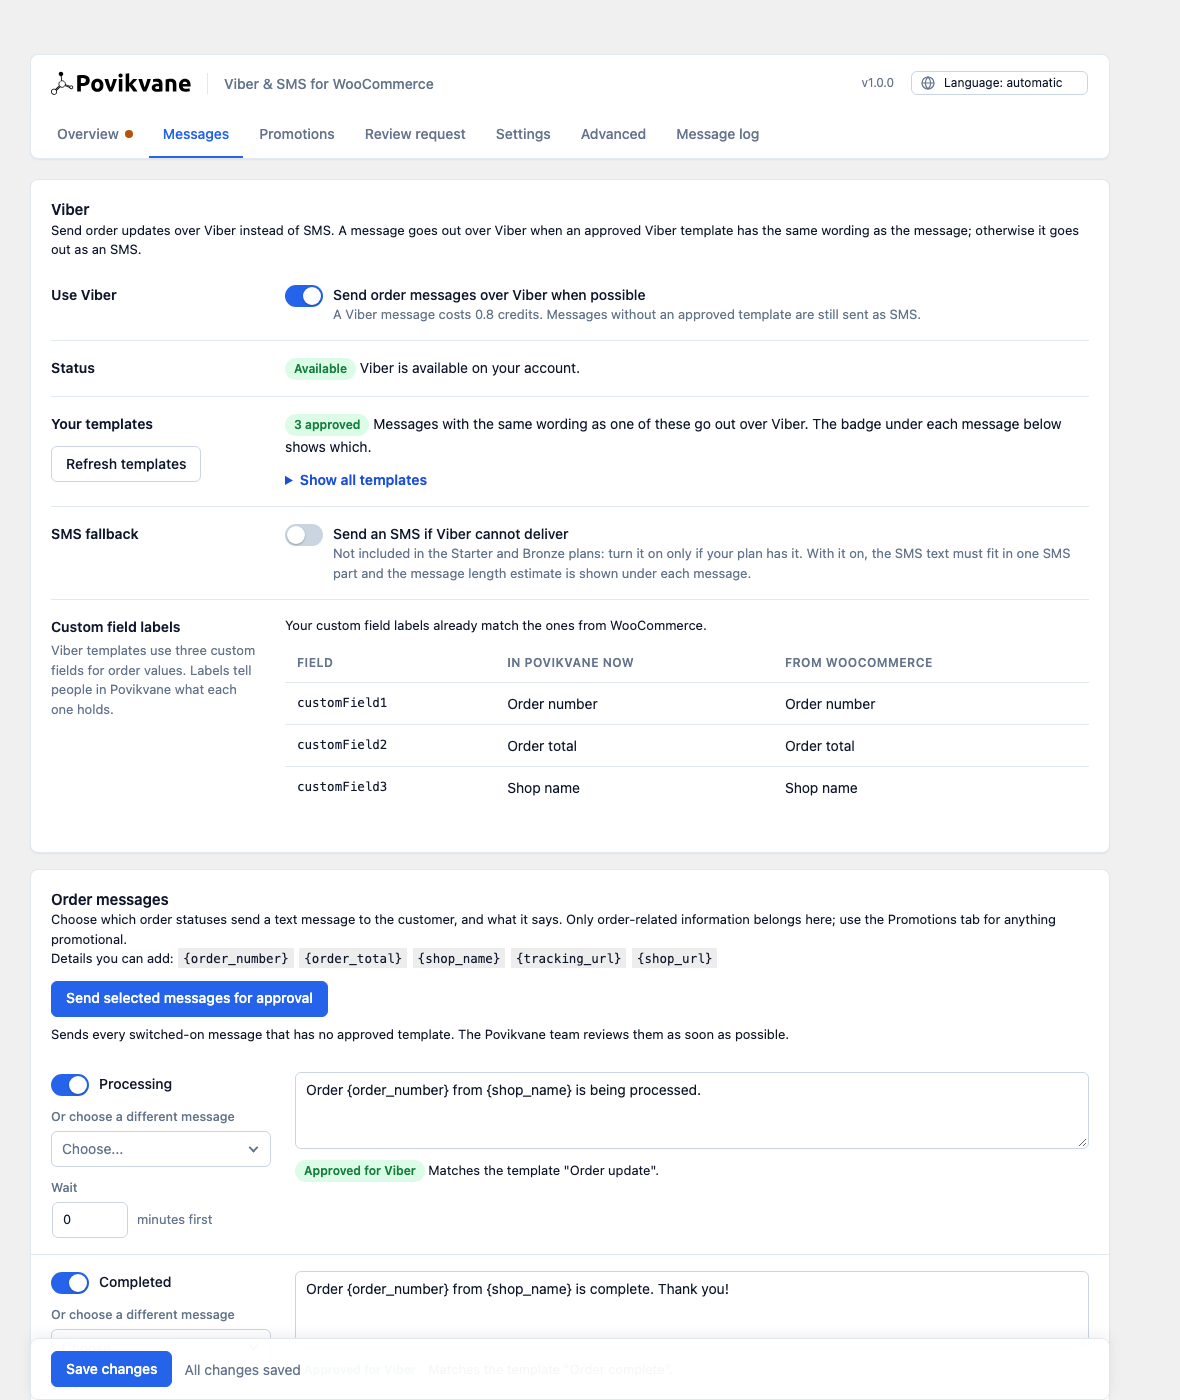 Povikvane
Viber & SMS for WooCommerce
v1.0.0
Language: automatic
Overview
Messages
Promotions
Review request
Settings
Advanced
Message log
Viber
Send order updates over Viber instead of SMS. A message goes out over Viber when an approved Viber template has the same wording as the message; otherwise it goes
out as an SMS.
Use Viber
Send order messages over Viber when possible
A Viber message costs 0.8 credits. Messages without an approved template are still sent as SMS.
Status
Available Viber is available on your account.
Your templates
Refresh templates
3 approved Messages with the same wording as one of these go out over Viber. The badge under each message below
shows which.
Show all templates
SMS fallback
Send an SMS if Viber cannot deliver
Not included in the Starter and Bronze plans: turn it on only if your plan has it. With it on, the SMS text must fit in one SMS
part and the message length estimate is shown under each message.
Custom field labels
Viber templates use three custom
fields for order values. Labels tell
people in Povikvane what each
one holds.
Your custom field labels already match the ones from WooCommerce.
FIELD IN POVIKVANE NOW FROM WOOCOMMERCE
customField1 Order number Order number
customField2 Order total Order total
customField3 Shop name Shop name
Order messages
Choose which order statuses send a text message to the customer, and what it says. Only order-related information belongs here; use the Promotions tab for anything
promotional.
Details you can add: {order_number} {order_total} {shop_name} {tracking_url} {shop_url}
Send selected messages for approval
Sends every switched-on message that has no approved template. The Povikvane team reviews them as soon as possible.
Processing
Or choose a different message
Choose...
Wait
0 minutes first
Order {order_number} from {shop_name} is being processed.
Approved for Viber Matches the template "Order update".
Completed
Or choose a different message
Order {order_number} from {shop_name} is complete. Thank you!
Approved for Viber Matches the template "Order complete".
Save changes
All changes saved